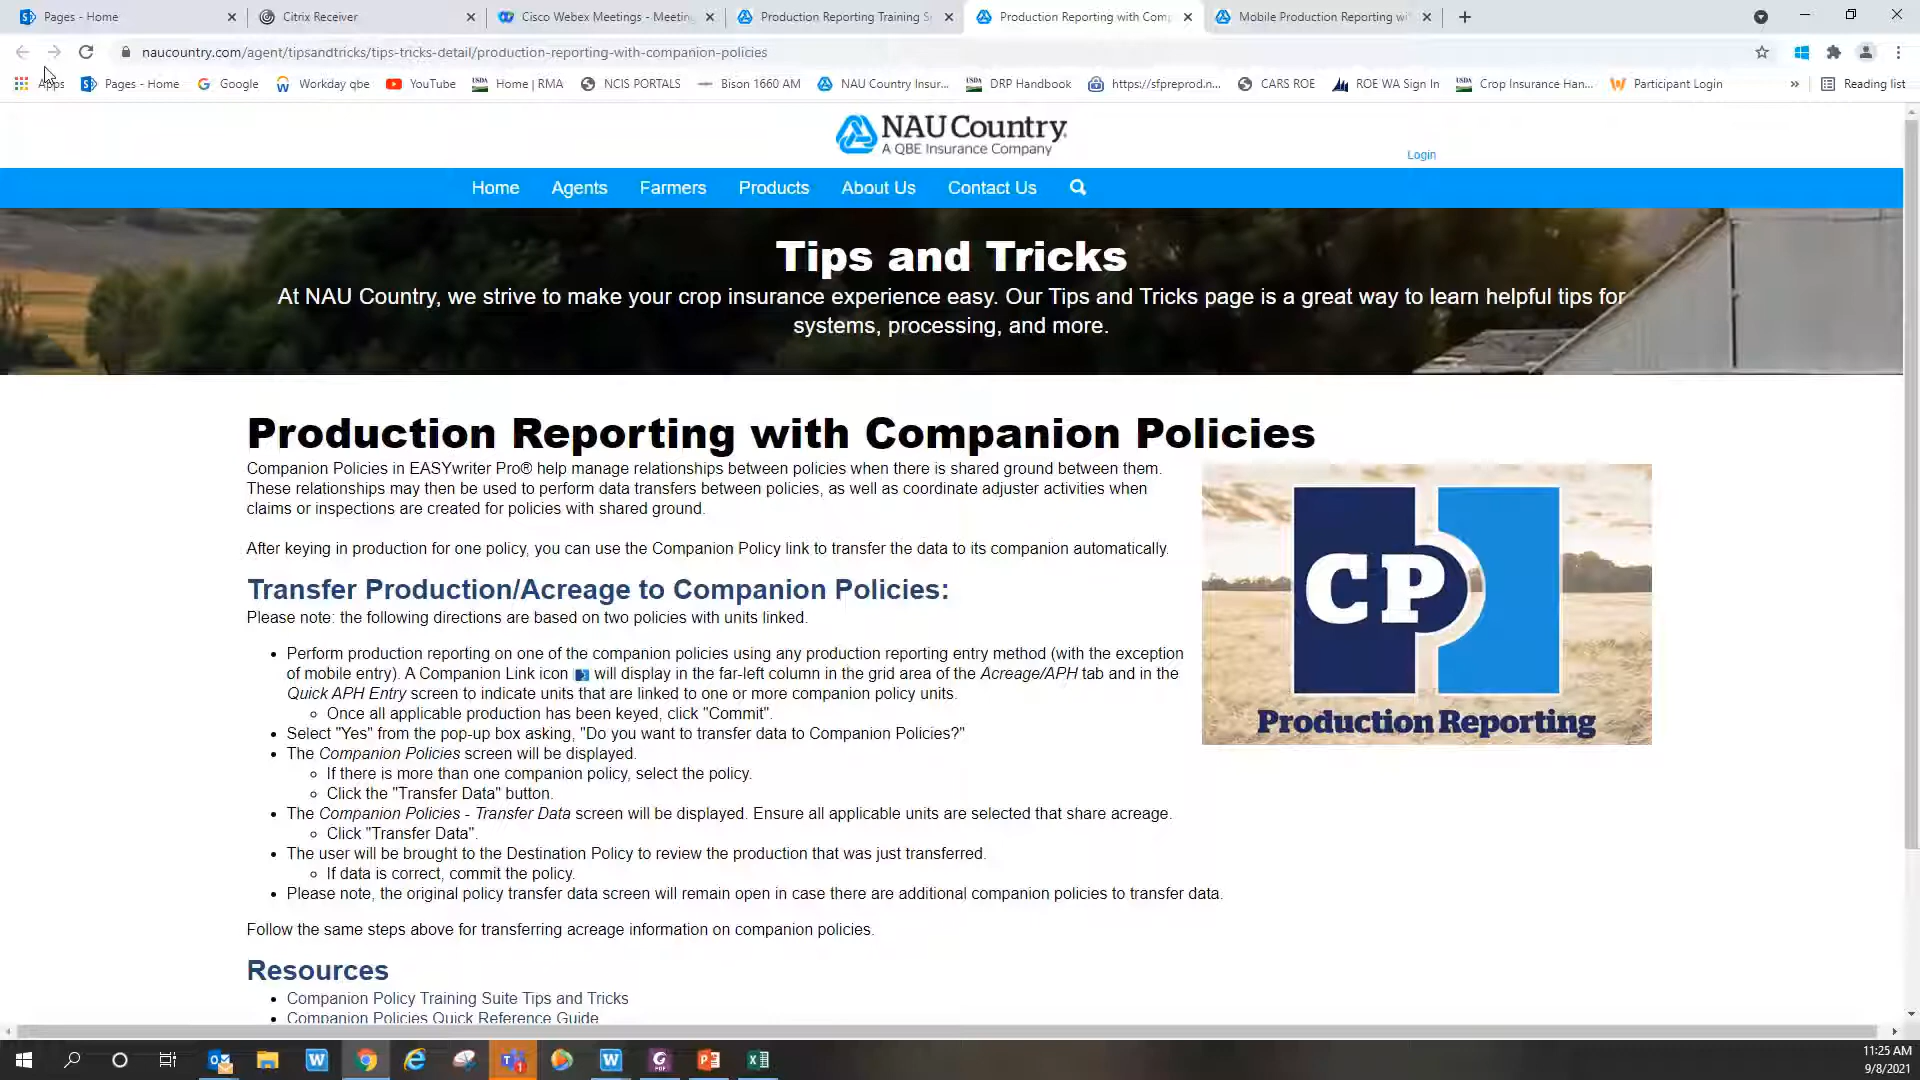 Pages - Home
Citrix Receiver
Cisco Webex Meetings - Meetin
Production Reporting Training S
Production Reporting with Comp
Mobile Production Reporting wi
naucountry.com/agent/tipsandtricks/tips-tricks-detail/production-reporting-with-companion-policies
Apps
Pages - Home
Google
Workday qbe
YouTube
Home | RMA
NCIS PORTALS
Bison 1660 AM
NAU Country Insur...
DRP Handbook
https://sfpreprod.n...
CARS ROE
ROE WA Sign In
Crop Insurance Han...
Participant Login
»
Reading list
NAU Country
A QBE Insurance Company
Login
Home
Agents
Farmers
Products
About Us
Contact Us
Tips and Tricks
At NAU Country, we strive to make your crop insurance experience easy. Our Tips and Tricks page is a great way to learn helpful tips for
systems, processing, and more.
Production Reporting with Companion Policies
Companion Policies in EASYwriter Pro® help manage relationships between policies when there is shared ground between them.
These relationships may then be used to perform data transfers between policies, as well as coordinate adjuster activities when
claims or inspections are created for policies with shared ground.
After keying in production for one policy, you can use the Companion Policy link to transfer the data to its companion automatically.
Transfer Production/Acreage to Companion Policies:
Please note: the following directions are based on two policies with units linked.
• Perform production reporting on one of the companion policies using any production reporting entry method (with the exception
of mobile entry). A Companion Link icon will display in the far-left column in the grid area of the Acreage/APH tab and in the
Quick APH Entry screen to indicate units that are linked to one or more companion policy units.
◦ Once all applicable production has been keyed, click "Commit".
• Select "Yes" from the pop-up box asking, "Do you want to transfer data to Companion Policies?"
• The Companion Policies screen will be displayed.
◦ If there is more than one companion policy, select the policy.
◦ Click the "Transfer Data" button.
• The Companion Policies - Transfer Data screen will be displayed. Ensure all applicable units are selected that share acreage.
◦ Click "Transfer Data".
• The user will be brought to the Destination Policy to review the production that was just transferred.
◦ If data is correct, commit the policy.
• Please note, the original policy transfer data screen will remain open in case there are additional companion policies to transfer data.
Follow the same steps above for transferring acreage information on companion policies.
Resources
• Companion Policy Training Suite Tips and Tricks
• Companion Policies Quick Reference Guide
CP
Production Reporting
11:25 AM
9/8/2021